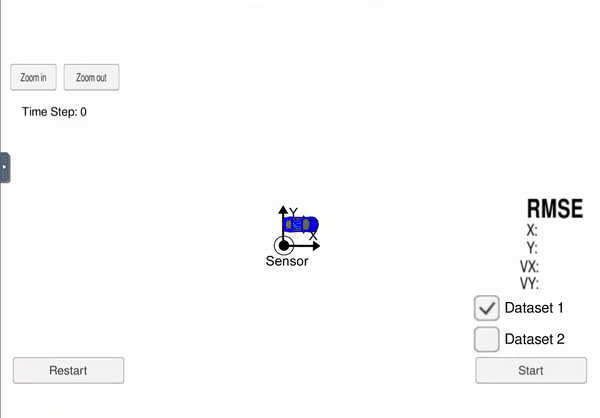 Zoom in
Zoom out
Time Step: 0
Y
X
Sensor
RMSE
X:
Y:
VX:
VY:
Dataset 1
Dataset 2
Restart
Start